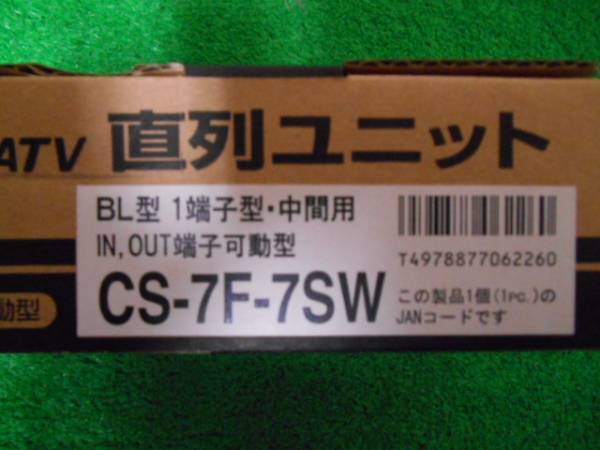 ATV 直列ユニット
BL型 1端子型・中間用
IN,OUT端子可動型
CS-7F-7SW
T4978877062260
この製品1個(1PG.)の
JANコードです
動型